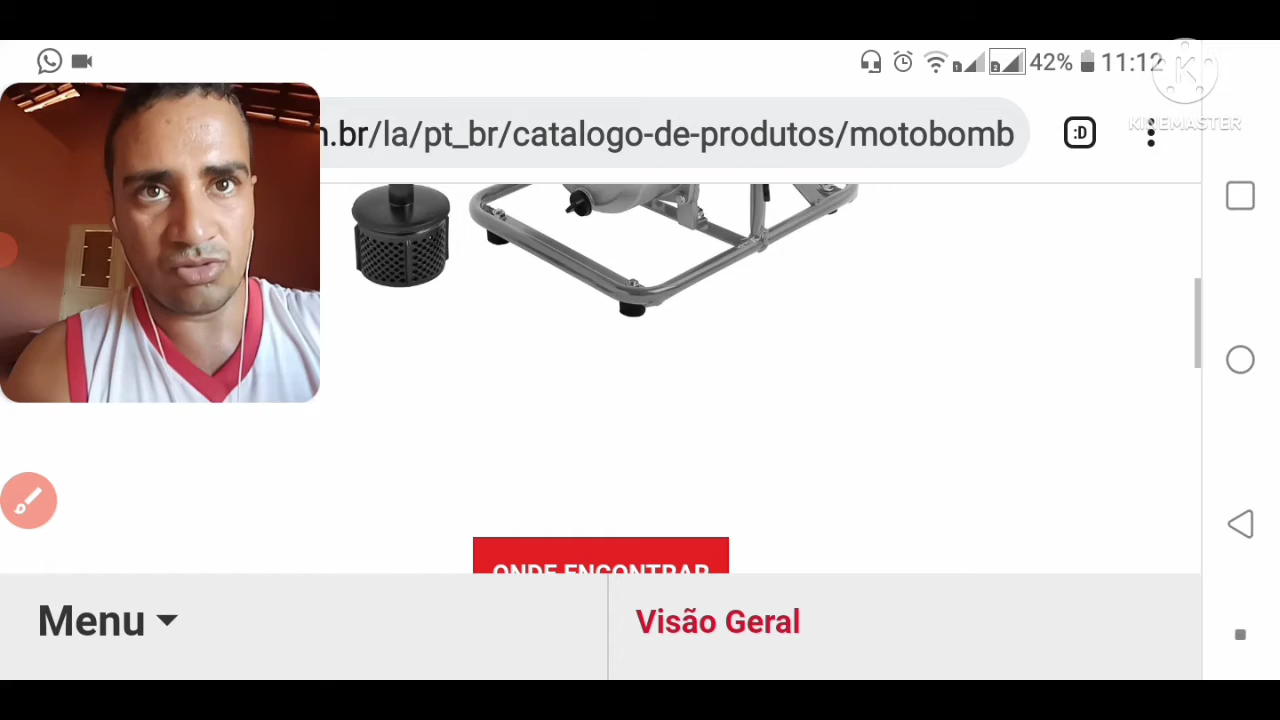 42% 11:12
n.br/la/pt_br/catalogo-de-produtos/motobomb
:D
KINEMASTER
ONDE ENCONTRAR
Menu
Visão Geral